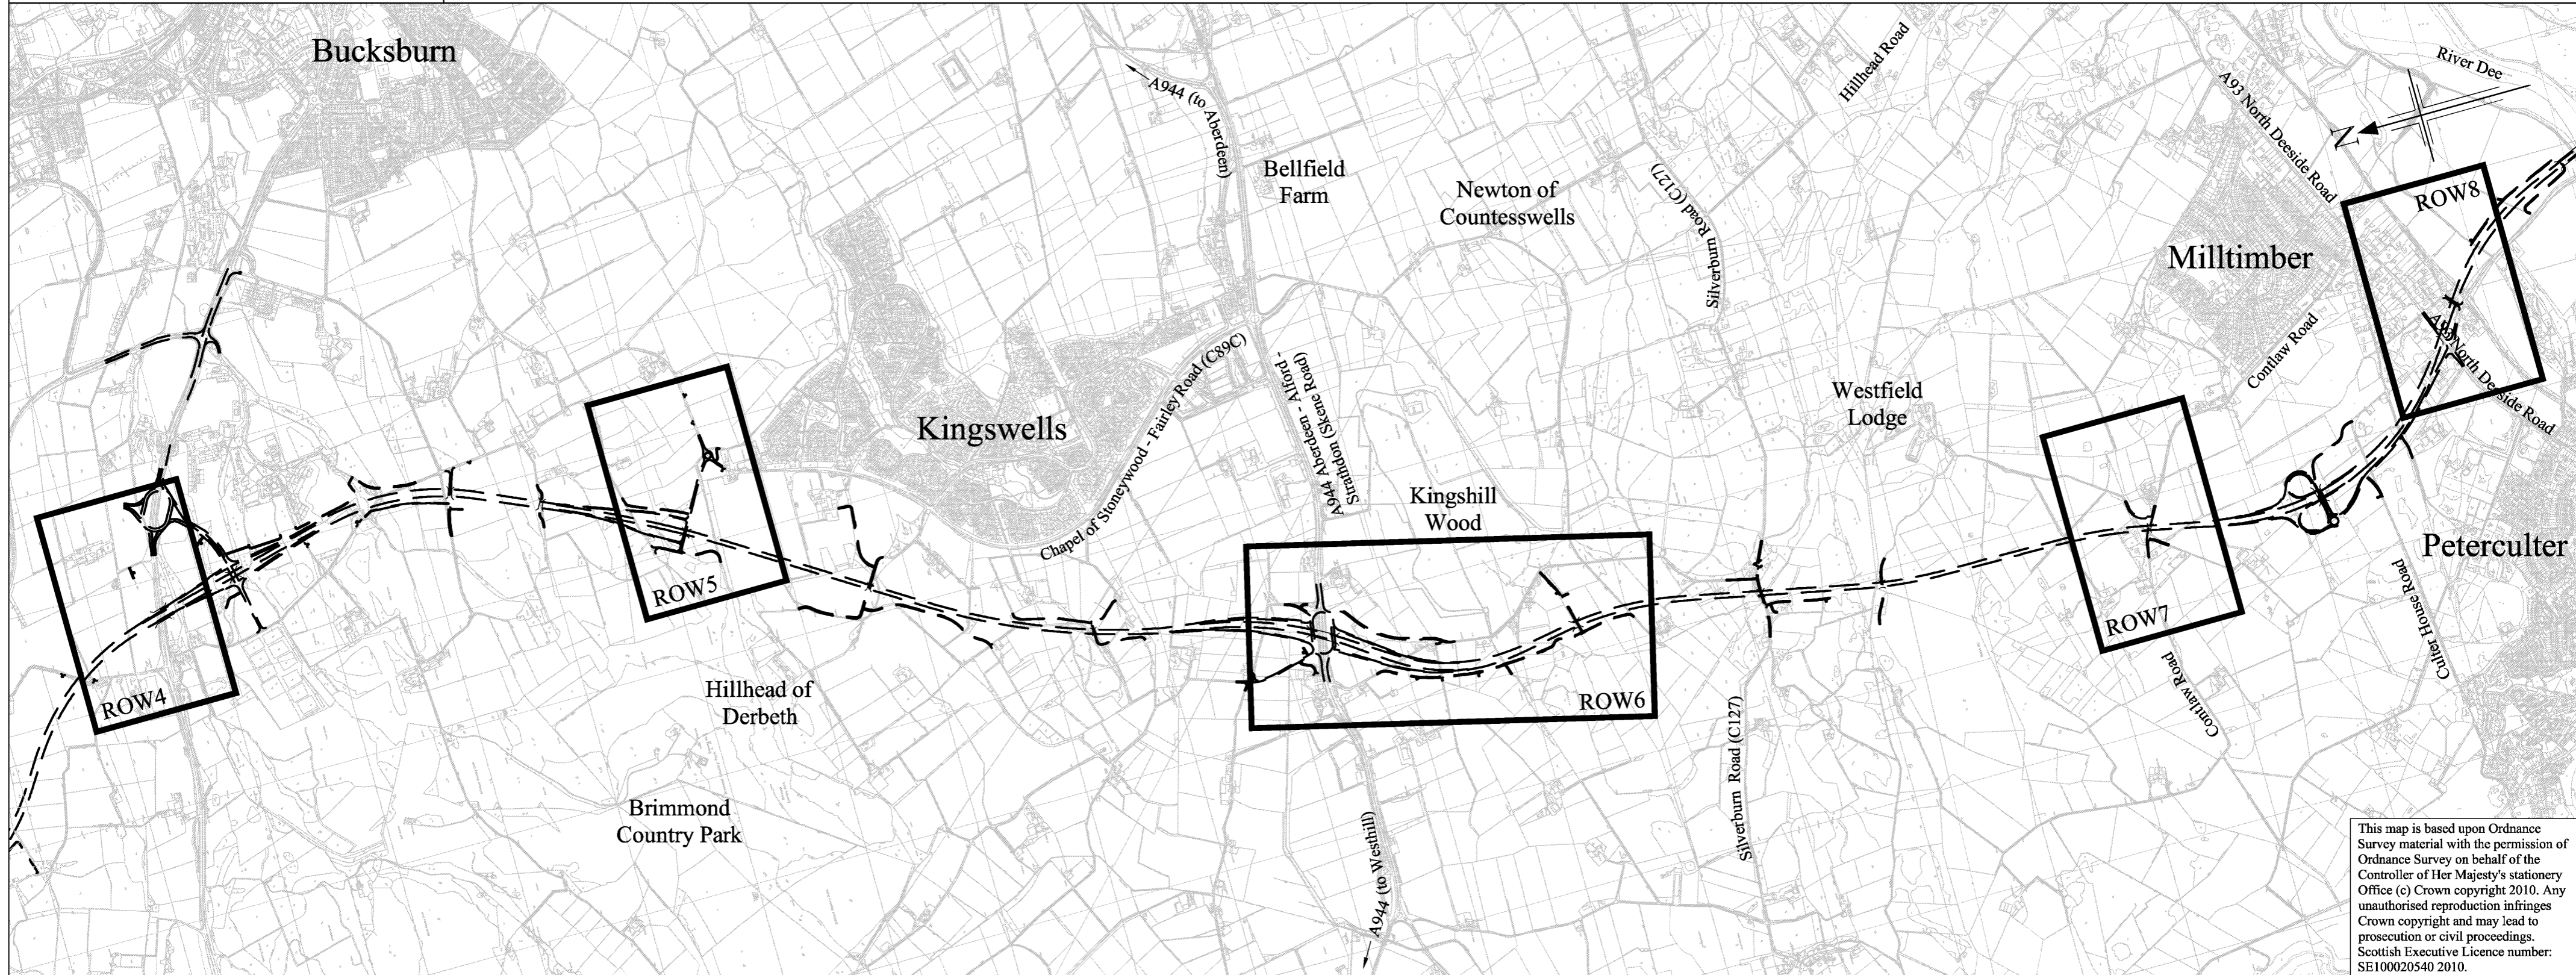 Bucksburn
A944 (to Aberdeen)
Bellfield
Farm
Newton of
Countesswells
Silverburn Road (C127)
Hillhead Road
A93 North Deeside Road
River Dee
N
ROW8
Milltimber
Contlaw Road
A93 North Deeside Road
Westfield
Lodge
Kingswells
Chapel of Stoneywood - Fairley Road (C89C)
A944 Aberdeen - Alford -
Strathdon (Skene Road)
Kingshill
Wood
ROW4
ROW5
ROW6
ROW7
Peterculter
Culter House Road
Contlaw Road
Silverburn Road (C127)
Hillhead of
Derbeth
Brimmond
Country Park
A944 (to Westhill)
This map is based upon Ordnance
Survey material with the permission of
Ordnance Survey on behalf of the
Controller of Her Majesty's stationery
Office (c) Crown copyright 2010. Any
unauthorised reproduction infringes
Crown copyright and may lead to
prosecution or civil proceedings.
Scottish Executive Licence number:
SE100020540 2010.